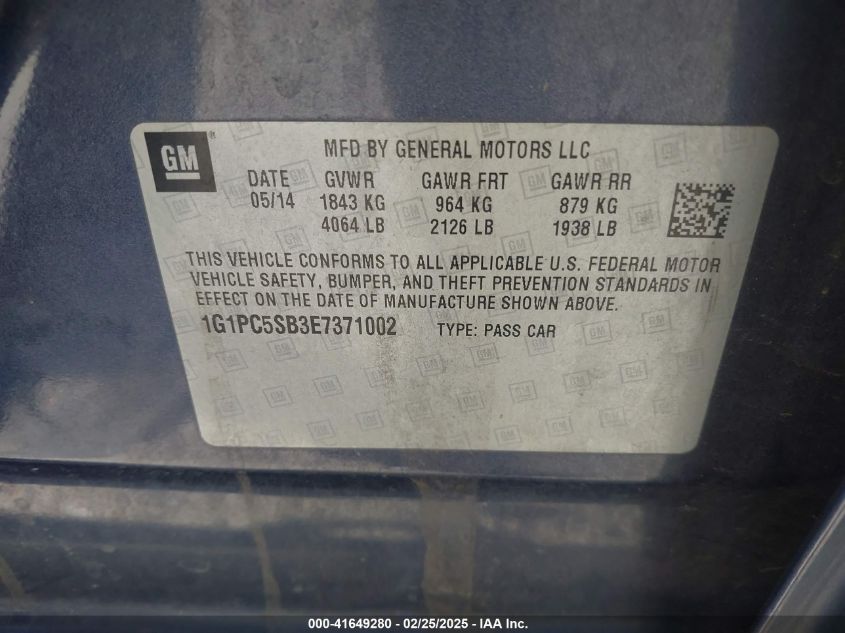 GM®
MFD BY GENERAL MOTORS LLC
DATE GVWR GAWR FRT GAWR RR
05/14 1843 KG 964 KG 879 KG
4064 LB 2126 LB 1938 LB
THIS VEHICLE CONFORMS TO ALL APPLICABLE U.S. FEDERAL MOTOR
VEHICLE SAFETY, BUMPER, AND THEFT PREVENTION STANDARDS IN
EFFECT ON THE DATE OF MANUFACTURE SHOWN ABOVE.
1G1PC5SB3E7371002 TYPE: PASS CAR
000-41649280 - 02/25/2025 - IAA Inc.